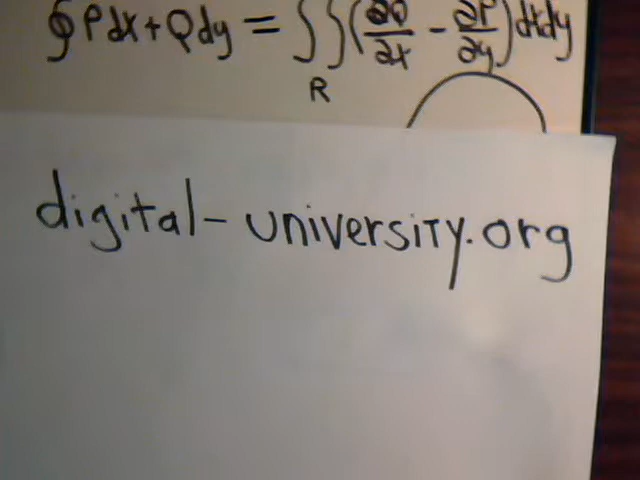 ∮ Pdx + Qdy = ∫∫ (∂Q/∂x - ∂P/∂y) dxdy
R
digital-university.org